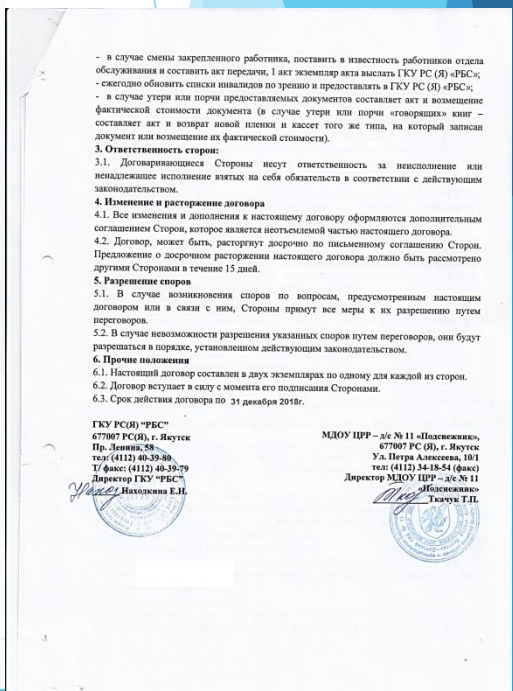 - в случае смены закрепленного работника, поставить в известность работников отдела
обслуживания и составить акт передачи, 1 акт экземпляр акта выслать ГКУ РС (Я) «РБС»;
- ежегодно обновить списки инвалидов по зрению и предоставлять в ГКУ РС (Я) «РБС»;
- в случае утери или порчи предоставляемых документов составляет акт и возмещение
фактической стоимости документа (в случае утери или порчи «говорящих» книг –
составляет акт и возврат новой пленки и кассет того же типа, на который записан
документ или возмещение их фактической стоимости).
3. Ответственность сторон:
3.1. Договаривающиеся Стороны несут ответственность за неисполнение или
ненадлежащее исполнение взятых на себя обязательств в соответствии с действующим
законодательством.
4. Изменение и расторжение договора
4.1. Все изменения и дополнения к настоящему договору оформляются дополнительным
соглашением Сторон, которое является неотъемлемой частью настоящего договора.
4.2. Договор, может быть, расторгнут досрочно по письменному соглашению Сторон.
Предложение о досрочном расторжении настоящего договора должно быть рассмотрено
другими Сторонами в течение 15 дней.
5. Разрешение споров
5.1. В случае возникновения споров по вопросам, предусмотренным настоящим
договором или в связи с ним, Стороны примут все меры к их разрешению путем
переговоров.
5.2. В случае невозможности разрешения указанных споров путем переговоров, они будут
разрешаться в порядке, установленном действующим законодательством.
6. Прочие положения
6.1. Настоящий договор составлен в двух экземплярах по одному для каждой из сторон.
6.2. Договор вступает в силу с момента его подписания Сторонами.
6.3. Срок действия договора по 31 декабря 2018г.
ГКУ РС(Я) "РБС"
677007 РС(Я), г. Якутск
Пр. Ленина, 58
тел: (4112) 40-39-80
Т/ факс: (4112) 40-39-79
Директор ГКУ "РБС"
Находкина Е.Н.
МДОУ ЦРР – д/с № 11 «Подснежник»,
677007 РС(Я), г. Якутск
Ул. Петра Алексеева, 10/1
тел: (4112) 34-18-54 (факс)
Директор МДОУ ЦРР – д/с № 11
«Подснежник»
Ткачук Т.П.